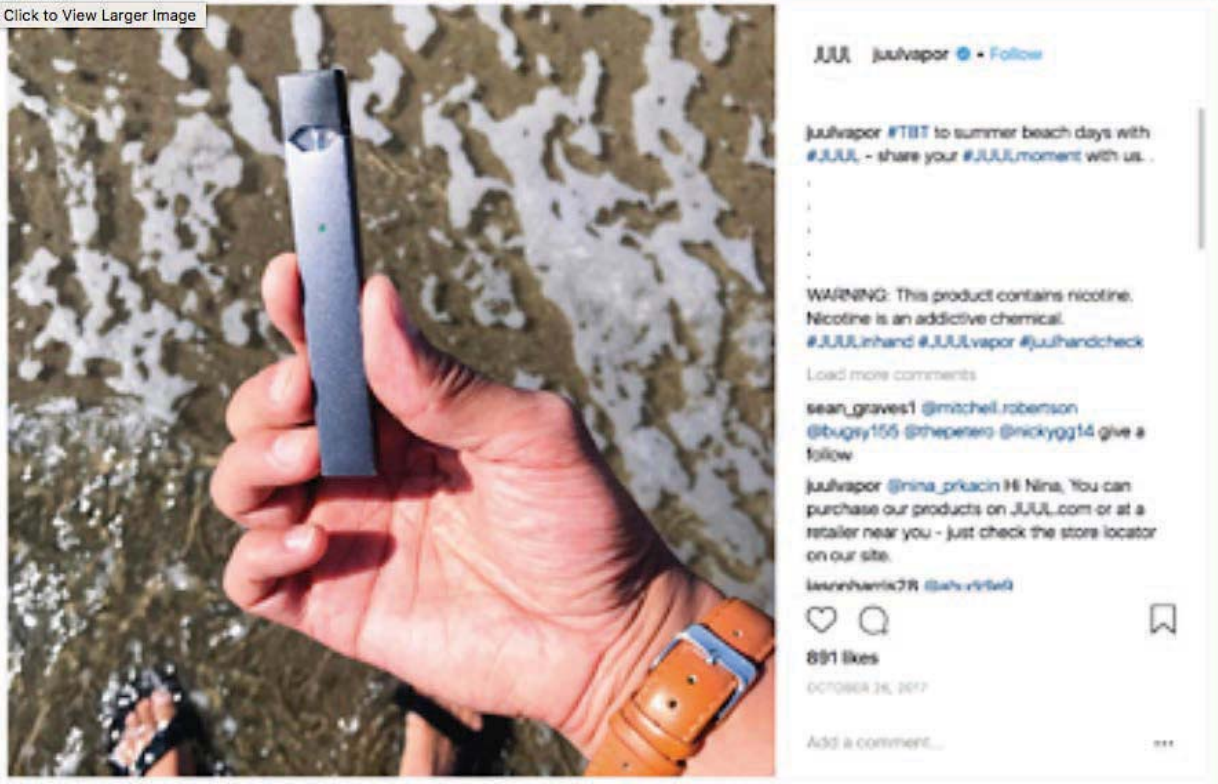 Click to View Larger Image
JUUL juulvapor • Follow
juulvapor #TBT to summer beach days with
#JUUL - share your #JUULmoment with us. .
.
.
.
.
.
WARNING: This product contains nicotine.
Nicotine is an addictive chemical.
#JUULinhand #JUULvapor #juulhandcheck
Load more comments
sean_graves1 @mitchell.robertson
@bugsy155 @thepetero @nickygg14 give a
follow
juulvapor @nina_prkacin Hi Nina, You can
purchase our products on JUUL.com or at a
retailer near you - just check the store locator
on our site.
jasonharris28
891 likes
OCTOBER 26, 2017
Add a comment...